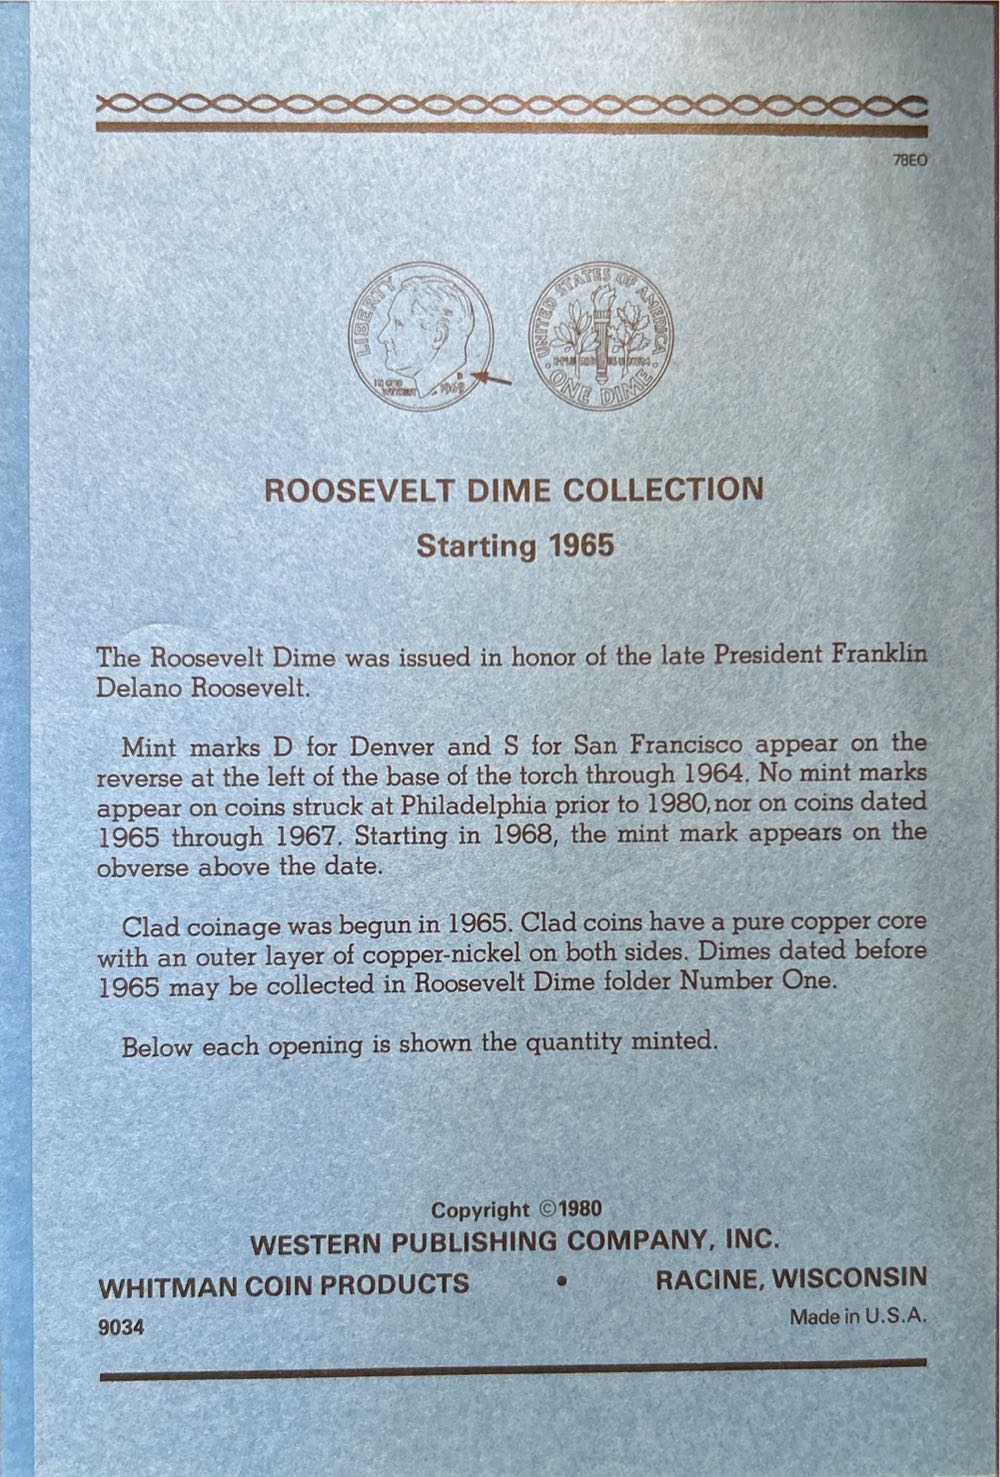 78EO
LIBERTY
IN GOD
WE TRUST
1968
UNITED STATES OF AMERICA
ONE DIME
ROOSEVELT DIME COLLECTION
Starting 1965
The Roosevelt Dime was issued in honor of the late President Franklin
Delano Roosevelt.
Mint marks D for Denver and S for San Francisco appear on the
reverse at the left of the base of the torch through 1964. No mint marks
appear on coins struck at Philadelphia prior to 1980, nor on coins dated
1965 through 1967. Starting in 1968, the mint mark appears on the
obverse above the date.
Clad coinage was begun in 1965. Clad coins have a pure copper core
with an outer layer of copper-nickel on both sides. Dimes dated before
1965 may be collected in Roosevelt Dime folder Number One.
Below each opening is shown the quantity minted.
Copyright ©1980
WESTERN PUBLISHING COMPANY, INC.
WHITMAN COIN PRODUCTS • RACINE, WISCONSIN
9034 Made in U.S.A.